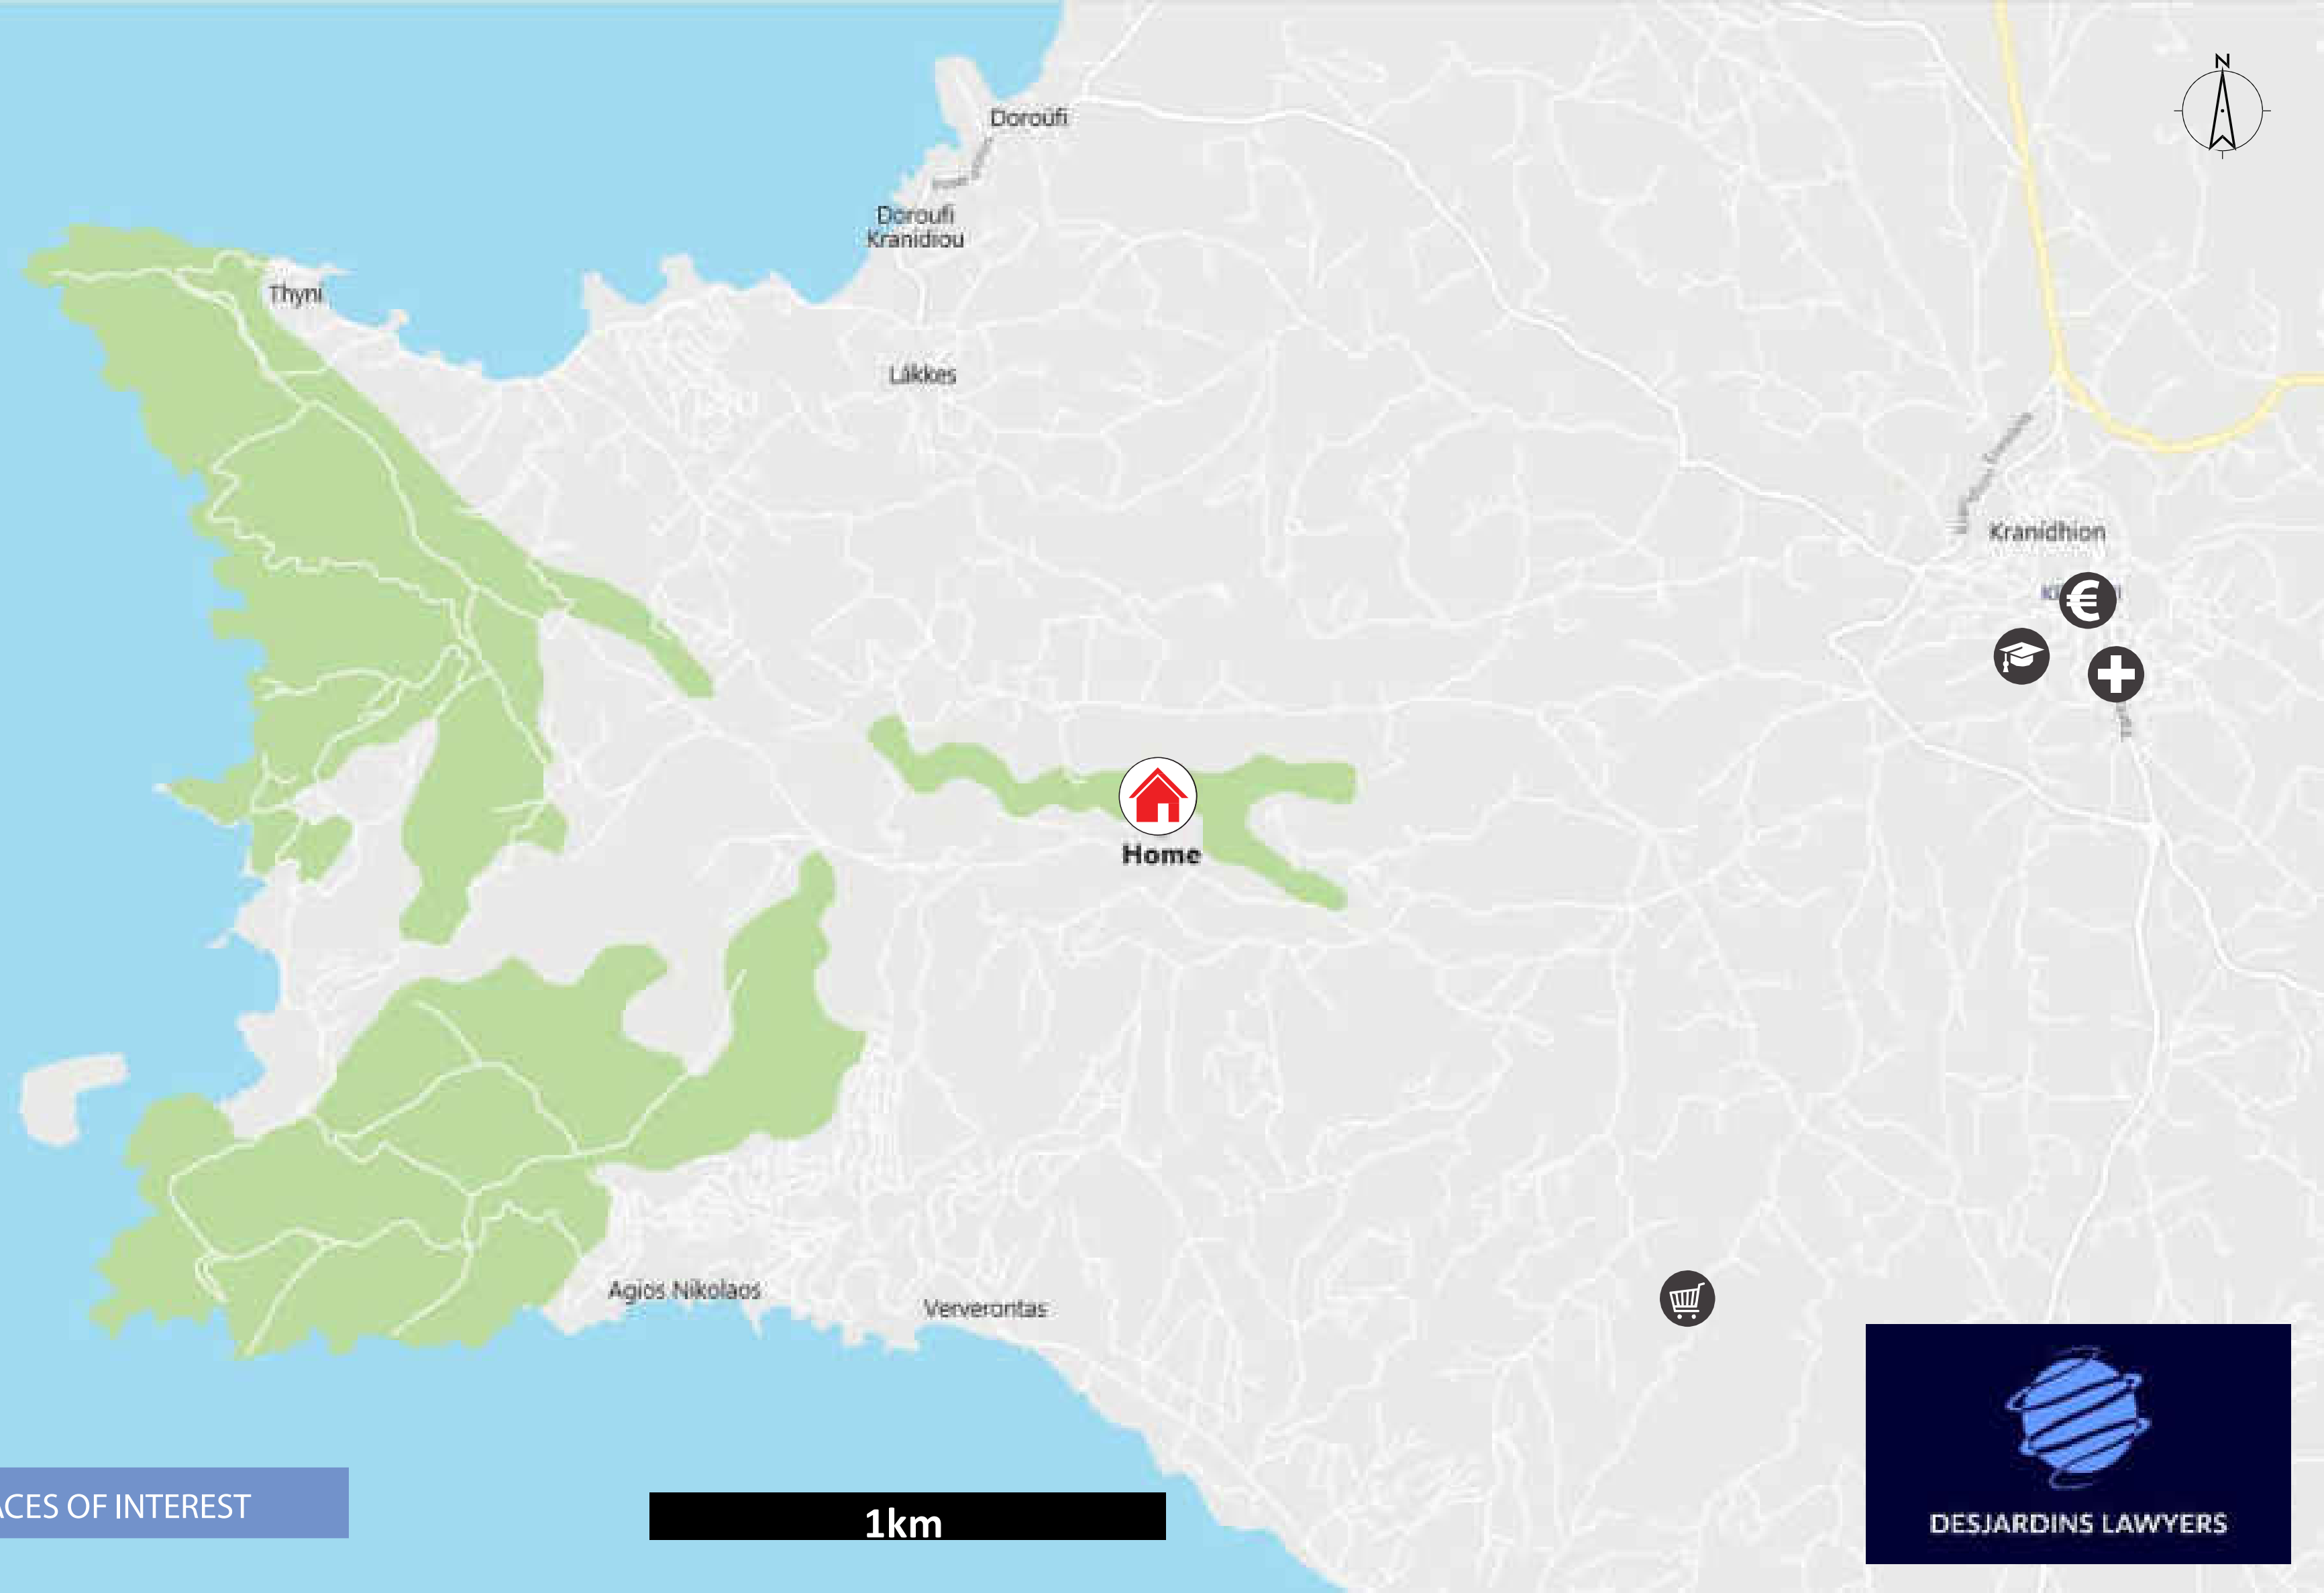 N
Doroufi
Doroufi
Kranidiou
Thyni
Lákkes
Kranidhion
€
Home
Agios Nikolaos
Ververontas
ACES OF INTEREST
1km
DESJARDINS LAWYERS